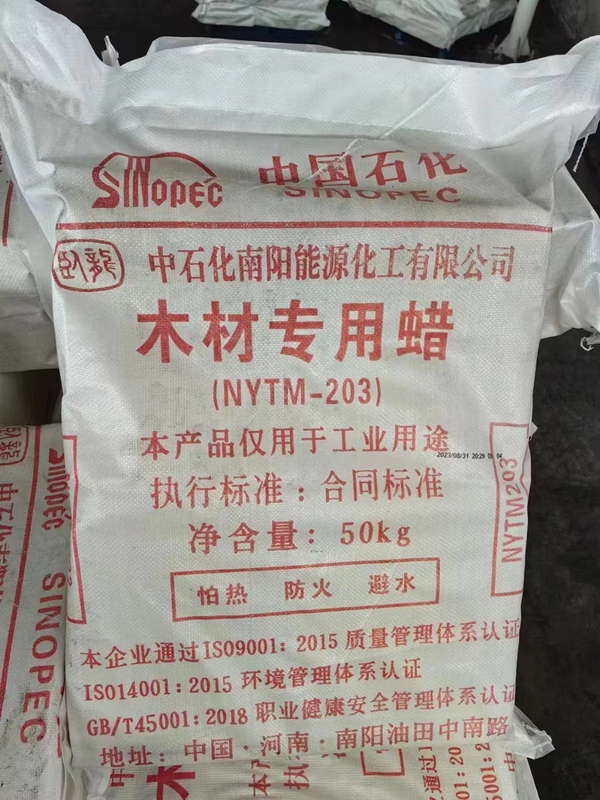 SINOPEC 中国石化
SINOPEC
卧龍 中石化南阳能源化工有限公司
木材专用蜡
(NYTM-203)
本产品仅用于工业用途
执行标准：合同标准
净含量：50kg
怕热 防火 避水
NYTM203
本企业通过ISO9001：2015 质量管理体系认证
ISO14001：2015 环境管理体系认证
GB/T45001：2018 职业健康安全管理体系认证
地址：中国·河南·南阳油田中南路
SINOPEC
SINOPEC